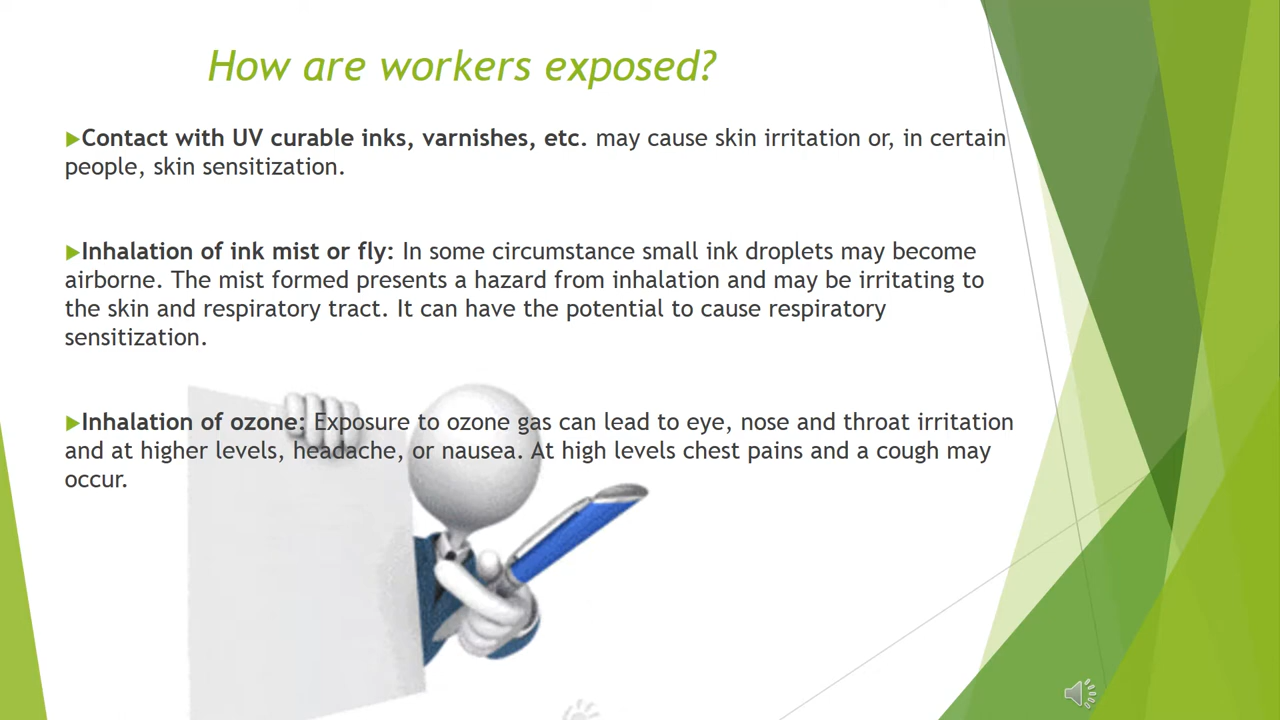 How are workers exposed?
Contact with UV curable inks, varnishes, etc. may cause skin irritation or, in certain
people, skin sensitization.
Inhalation of ink mist or fly: In some circumstance small ink droplets may become
airborne. The mist formed presents a hazard from inhalation and may be irritating to
the skin and respiratory tract. It can have the potential to cause respiratory
sensitization.
Inhalation of ozone: Exposure to ozone gas can lead to eye, nose and throat irritation
and at higher levels, headache, or nausea. At high levels chest pains and a cough may
occur.